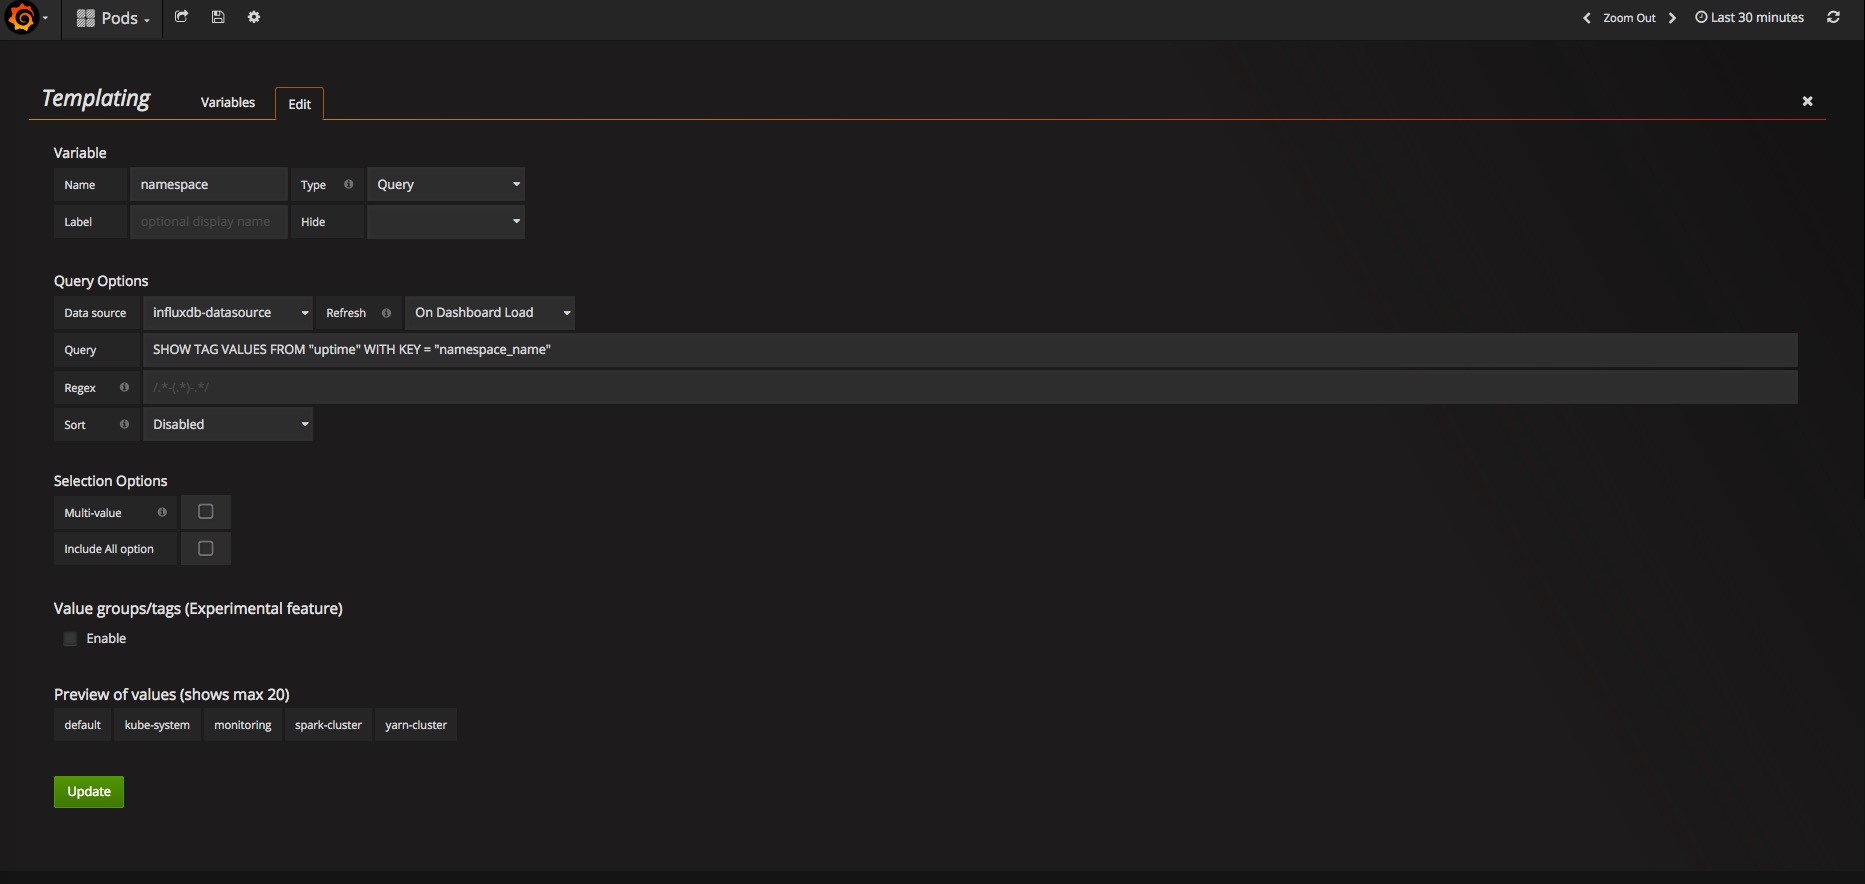 Pods Zoom Out Last 30 minutes
Templating Variables Edit
Variable
Name namespace Type Query
Label optional display name Hide
Query Options
Data source influxdb-datasource Refresh On Dashboard Load
Query SHOW TAG VALUES FROM "uptime" WITH KEY = "namespace_name"
Regex /.*-(.*)-.*/
Sort Disabled
Selection Options
Multi-value
Include All option
Value groups/tags (Experimental feature)
Enable
Preview of values (shows max 20)
default kube-system monitoring spark-cluster yarn-cluster
Update